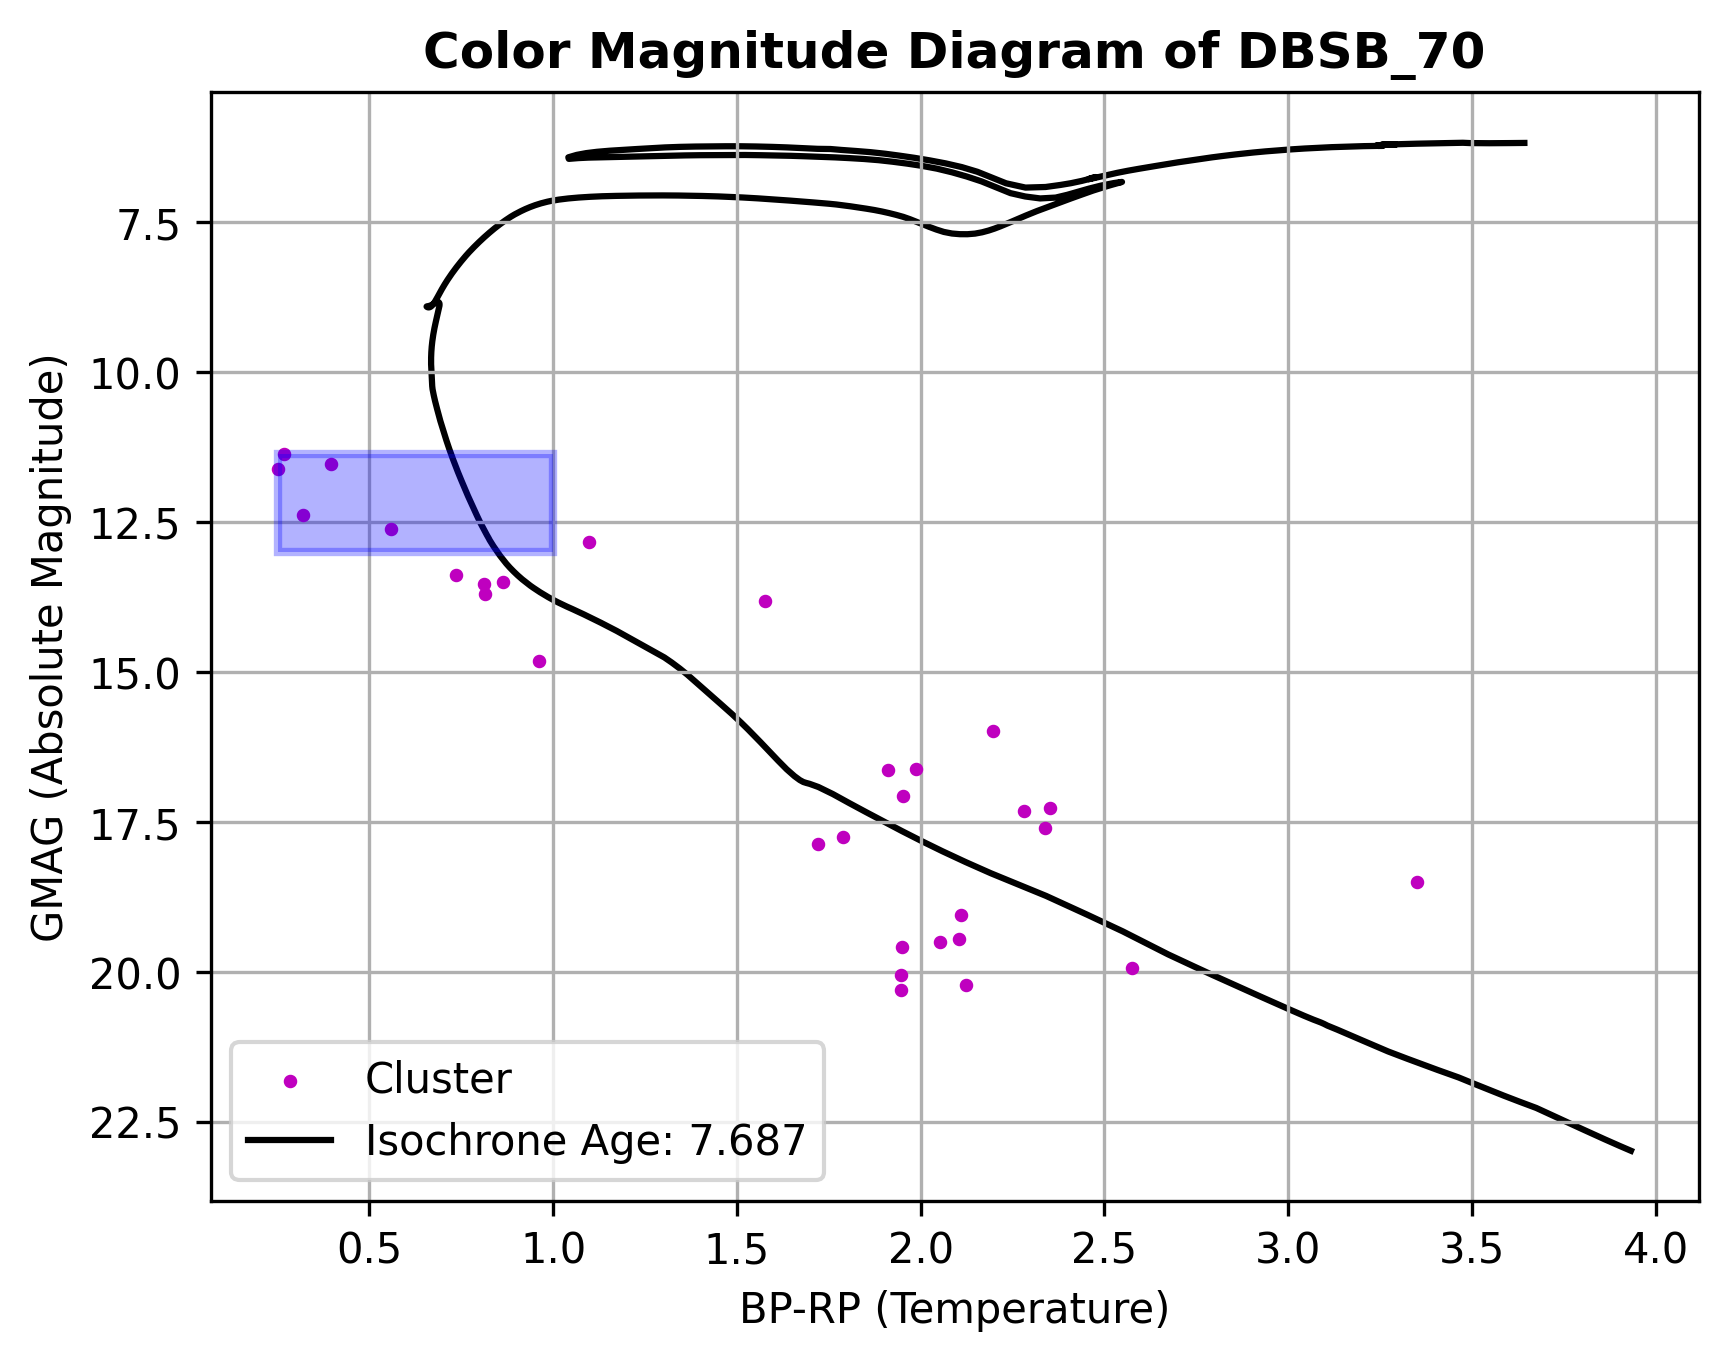 Color Magnitude Diagram of DBSB_70
GMAG (Absolute Magnitude)
7.5
10.0
12.5
15.0
17.5
20.0
22.5
Cluster
Isochrone Age: 7.687
0.5 1.0 1.5 2.0 2.5 3.0 3.5 4.0
BP-RP (Temperature)